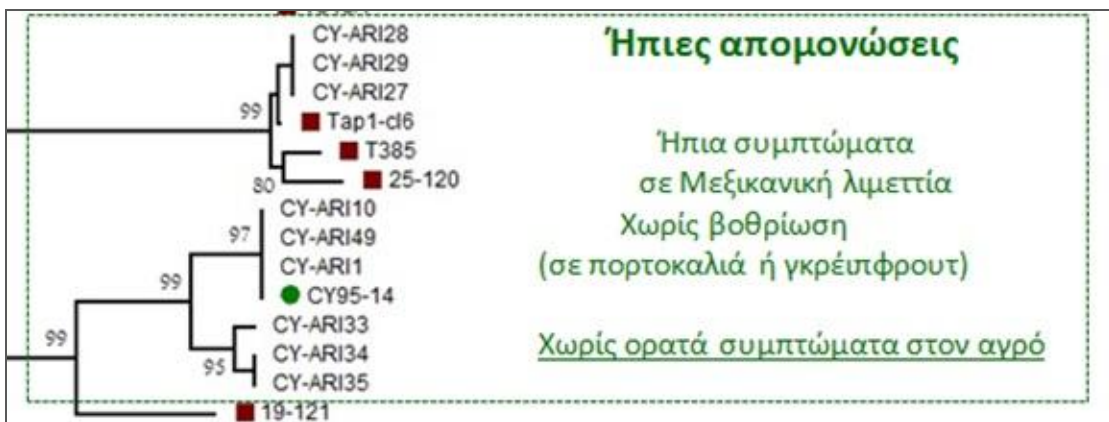 CY-ARI28
CY-ARI29
CY-ARI27
99
Tap1-cl6
T385
80
25-120
CY-ARI10
97
CY-ARI49
CY-ARI1
99
CY95-14
CY-ARI33
99
CY-ARI34
95
CY-ARI35
19-121
Ήπιες απομονώσεις
Ήπια συμπτώματα
σε Μεξικανική λιμεττία
Χωρίς βοθρίωση
(σε πορτοκαλιά ή γκρέιπφρουτ)
Χωρίς ορατά συμπτώματα στον αγρό